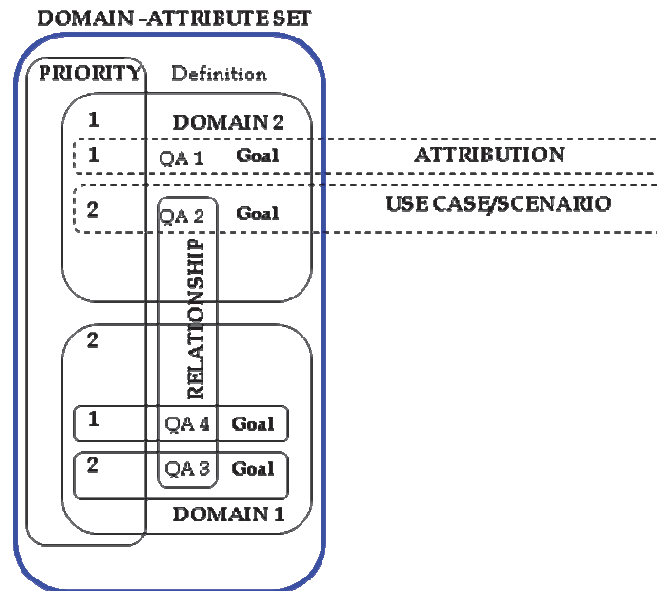 DOMAIN -ATTRIBUTE SET
PRIORITY Definition
1 DOMAIN 2
1 QA 1 Goal ATTRIBUTION
2 QA 2 Goal USE CASE/SCENARIO
RELATIONSHIP
2
1 QA 4 Goal
2 QA 3 Goal
DOMAIN 1